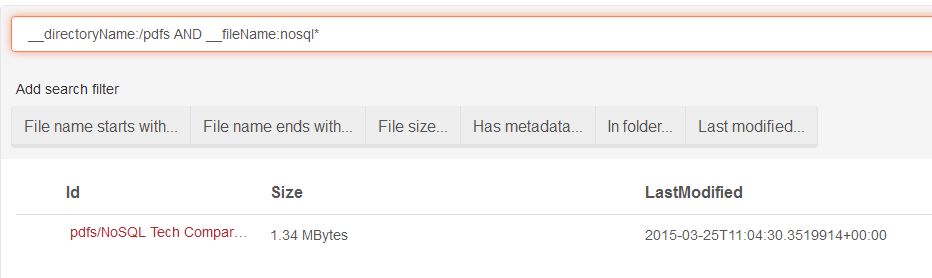 __directoryName:/pdfs AND __fileName:nosql*
Add search filter
File name starts with... File name ends with... File size... Has metadata... In folder... Last modified...
Id Size LastModified
pdfs/NoSQL Tech Compar... 1.34 MBytes 2015-03-25T11:04:30.3519914+00:00